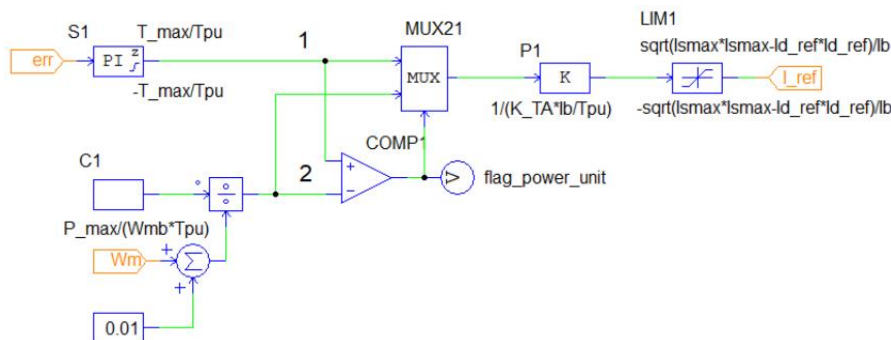 S1
T_max/Tpu
1
MUX21
LIM1
err
PI
z
-T_max/Tpu
MUX
P1
K
1/(K_TA*Ib/Tpu)
sqrt(Ismax*Ismax-Id_ref*Id_ref)/Ib
I_ref
-sqrt(Ismax*Ismax-Id_ref*Id_ref)/Ib
COMP1
C1
2
+
−
÷
V
flag_power_unit
P_max/(Wmb*Tpu)
Wm
+
Σ
+
0.01